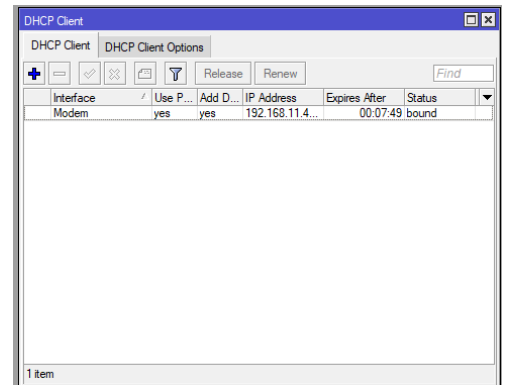 DHCP Client
DHCP Client DHCP Client Options
Release Renew Find
Interface Use P... Add D... IP Address Expires After Status
Modem yes yes 192.168.11.4... 00:07:49 bound
1 item